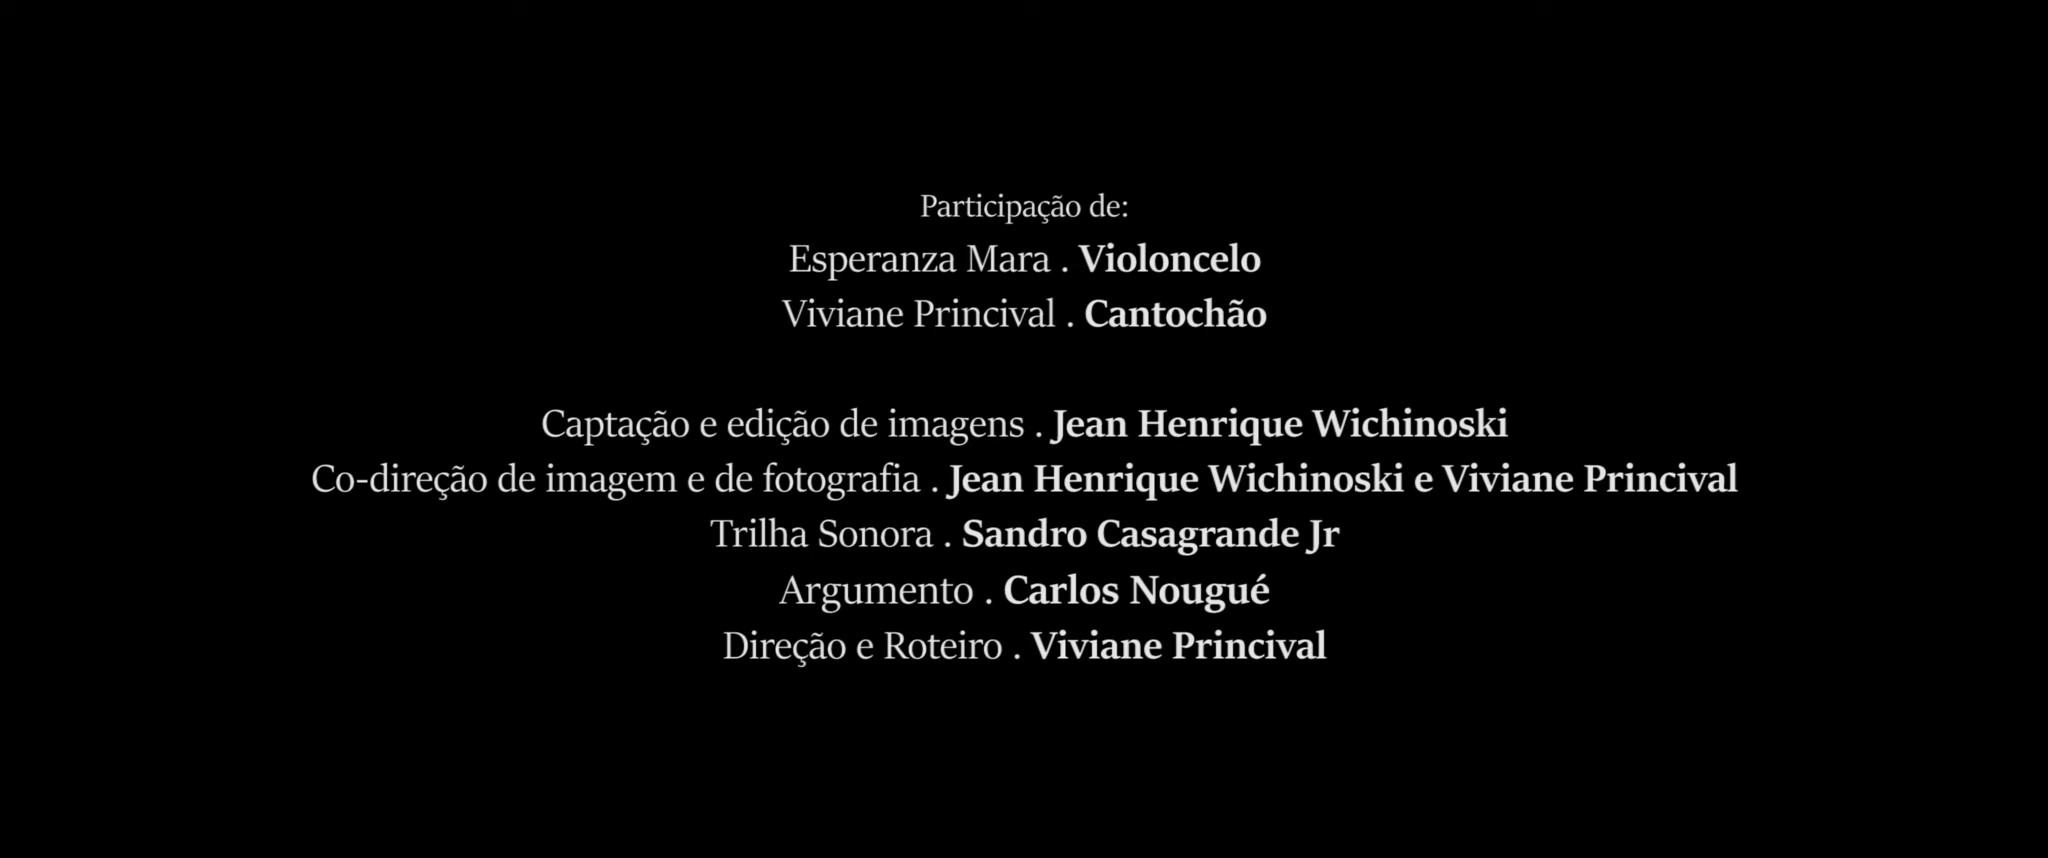 Participação de:
Esperanza Mara . Violoncelo
Viviane Princival . Cantochão
Captação e edição de imagens . Jean Henrique Wichinoski
Co-direção de imagem e de fotografia . Jean Henrique Wichinoski e Viviane Princival
Trilha Sonora . Sandro Casagrande Jr
Argumento . Carlos Nougué
Direção e Roteiro . Viviane Princival